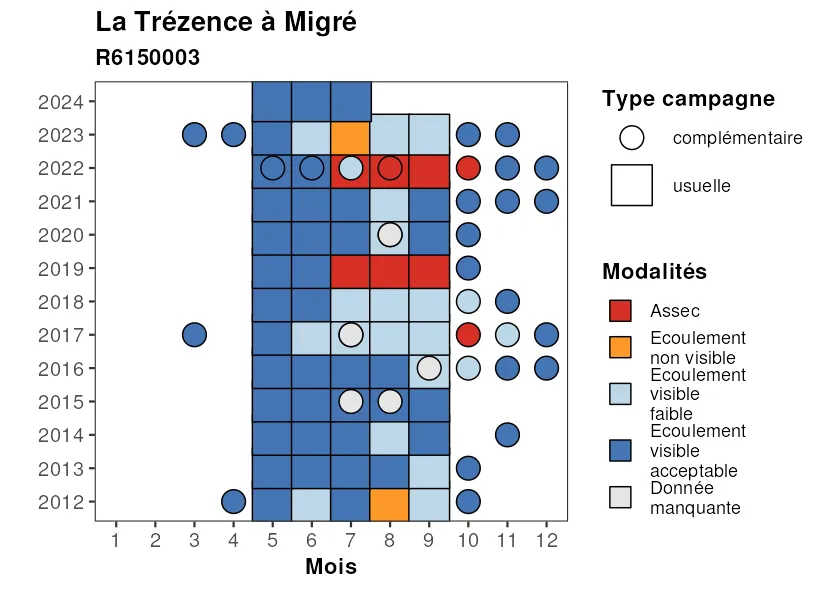 La Trézence à Migré
R6150003
2024
2023
2022
2021
2020
2019
2018
2017
2016
2015
2014
2013
2012
1 2 3 4 5 6 7 8 9 10 11 12
Mois
Type campagne
complémentaire
usuelle
Modalités
Assec
Ecoulement
non visible
Ecoulement
visible
faible
Ecoulement
visible
acceptable
Donnée
manquante